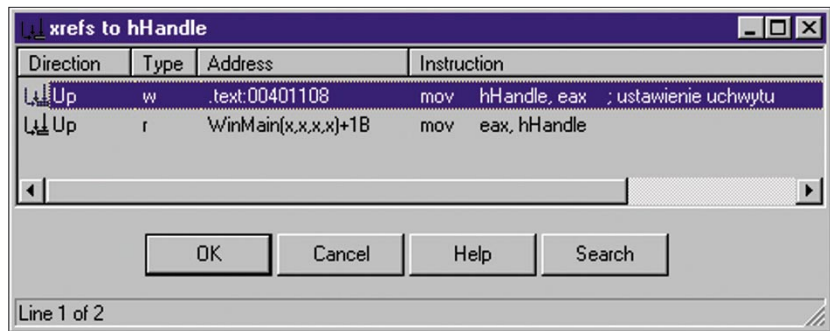 xrefs to hHandle
Direction Type Address Instruction
Up w .text:00401108 mov hHandle, eax ; ustawienie uchwytu
Up r WinMain(x,x,x,x)+1B mov eax, hHandle
OK Cancel Help Search
Line 1 of 2